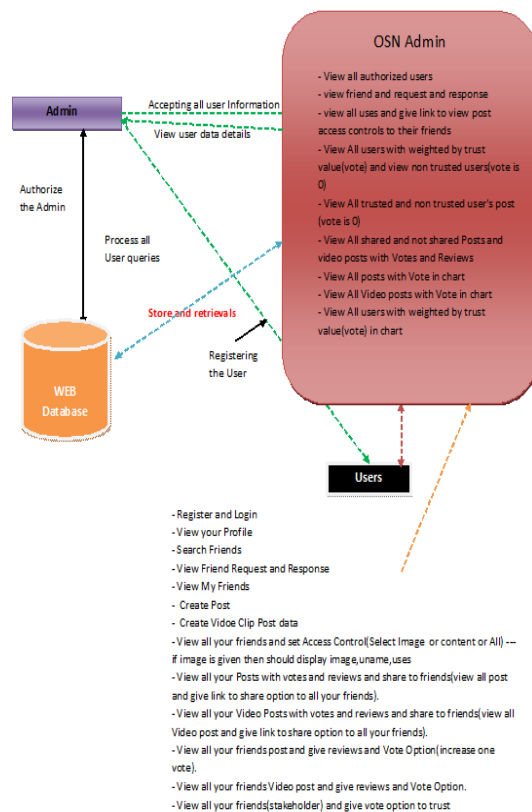 OSN Admin
- View all authorized users
- view friend and request and response
- view all uses and give link to view post
access controls to their friends
- View All users with weighted by trust
value(vote) and view non trusted users(vote is
0)
- View All trusted and non trusted user's post
(vote is 0)
- View All shared and not shared Posts and
video posts with Votes and Reviews
- View All posts with Vote in chart
- View All Video posts with Vote in chart
- View All users with weighted by trust
value(vote) in chart
Admin
Accepting all user Information
View user data details
Authorize
the Admin
Process all
User queries
Store and retrievals
Registering
the User
WEB
Database
Users
- Register and Login
- View your Profile
- Search Friends
- View Friend Request and Response
- View My Friends
- Create Post
- Create Vidoe Clip Post data
- View all your friends and set Access Control(Select Image or content or All) ---
if image is given then should display image,uname,uses
- View all your Posts with votes and reviews and share to friends(view all post
and give link to share option to all your friends).
- View all your Video Posts with votes and reviews and share to friends(view all
Video post and give link to share option to all your friends).
- View all your friends post and give reviews and Vote Option(increase one
vote).
- View all your friends Video post and give reviews and Vote Option.
- View all your friends(stakeholder) and give vote option to trust